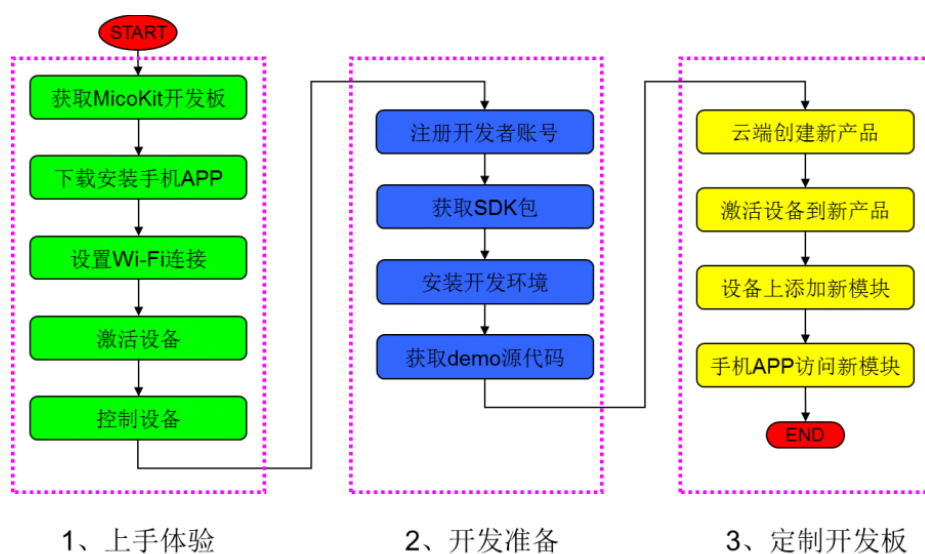 START
获取MicoKit开发板
下载安装手机APP
设置Wi-Fi连接
激活设备
控制设备
1、上手体验
注册开发者账号
获取SDK包
安装开发环境
获取demo源代码
2、开发准备
云端创建新产品
激活设备到新产品
设备上添加新模块
手机APP访问新模块
END
3、定制开发板